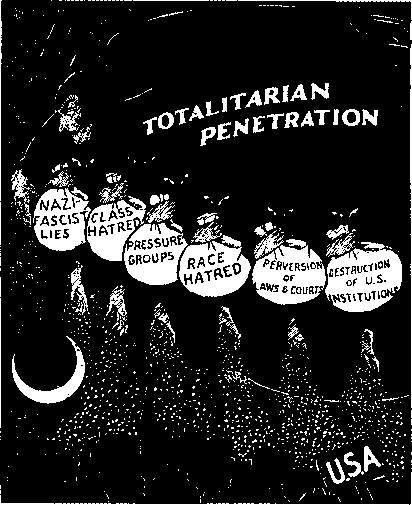 TOTALITARIAN
PENETRATION
NAZI-
FASCIST
LIES
CLASS
HATRED
PRESSURE
GROUPS
RACE
HATRED
PERVERSION
OF
LAWS & COURTS
DESTRUCTION
OF U.S.
INSTITUTIONS
USA